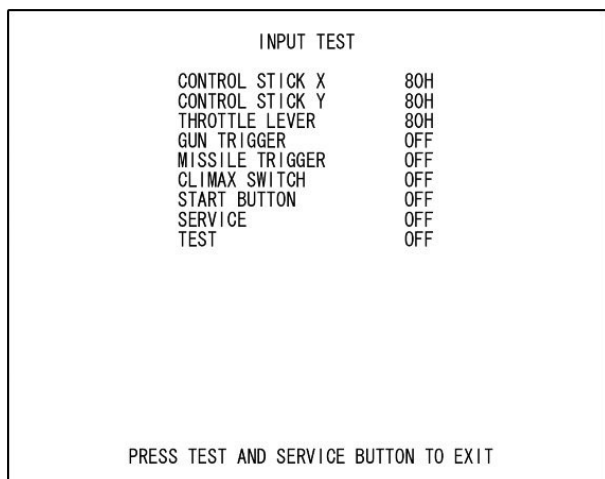 INPUT TEST
CONTROL STICK X 80H
CONTROL STICK Y 80H
THROTTLE LEVER 80H
GUN TRIGGER OFF
MISSILE TRIGGER OFF
CLIMAX SWITCH OFF
START BUTTON OFF
SERVICE OFF
TEST OFF
PRESS TEST AND SERVICE BUTTON TO EXIT